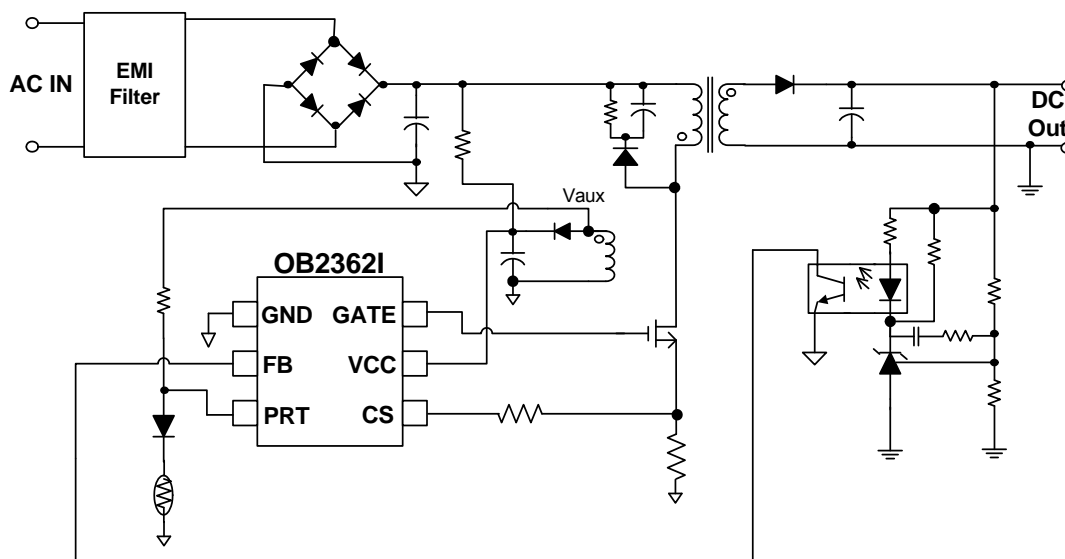 AC IN
EMI
Filter
DC
Out
Vaux
OB2362I
GND
GATE
FB
VCC
PRT
CS